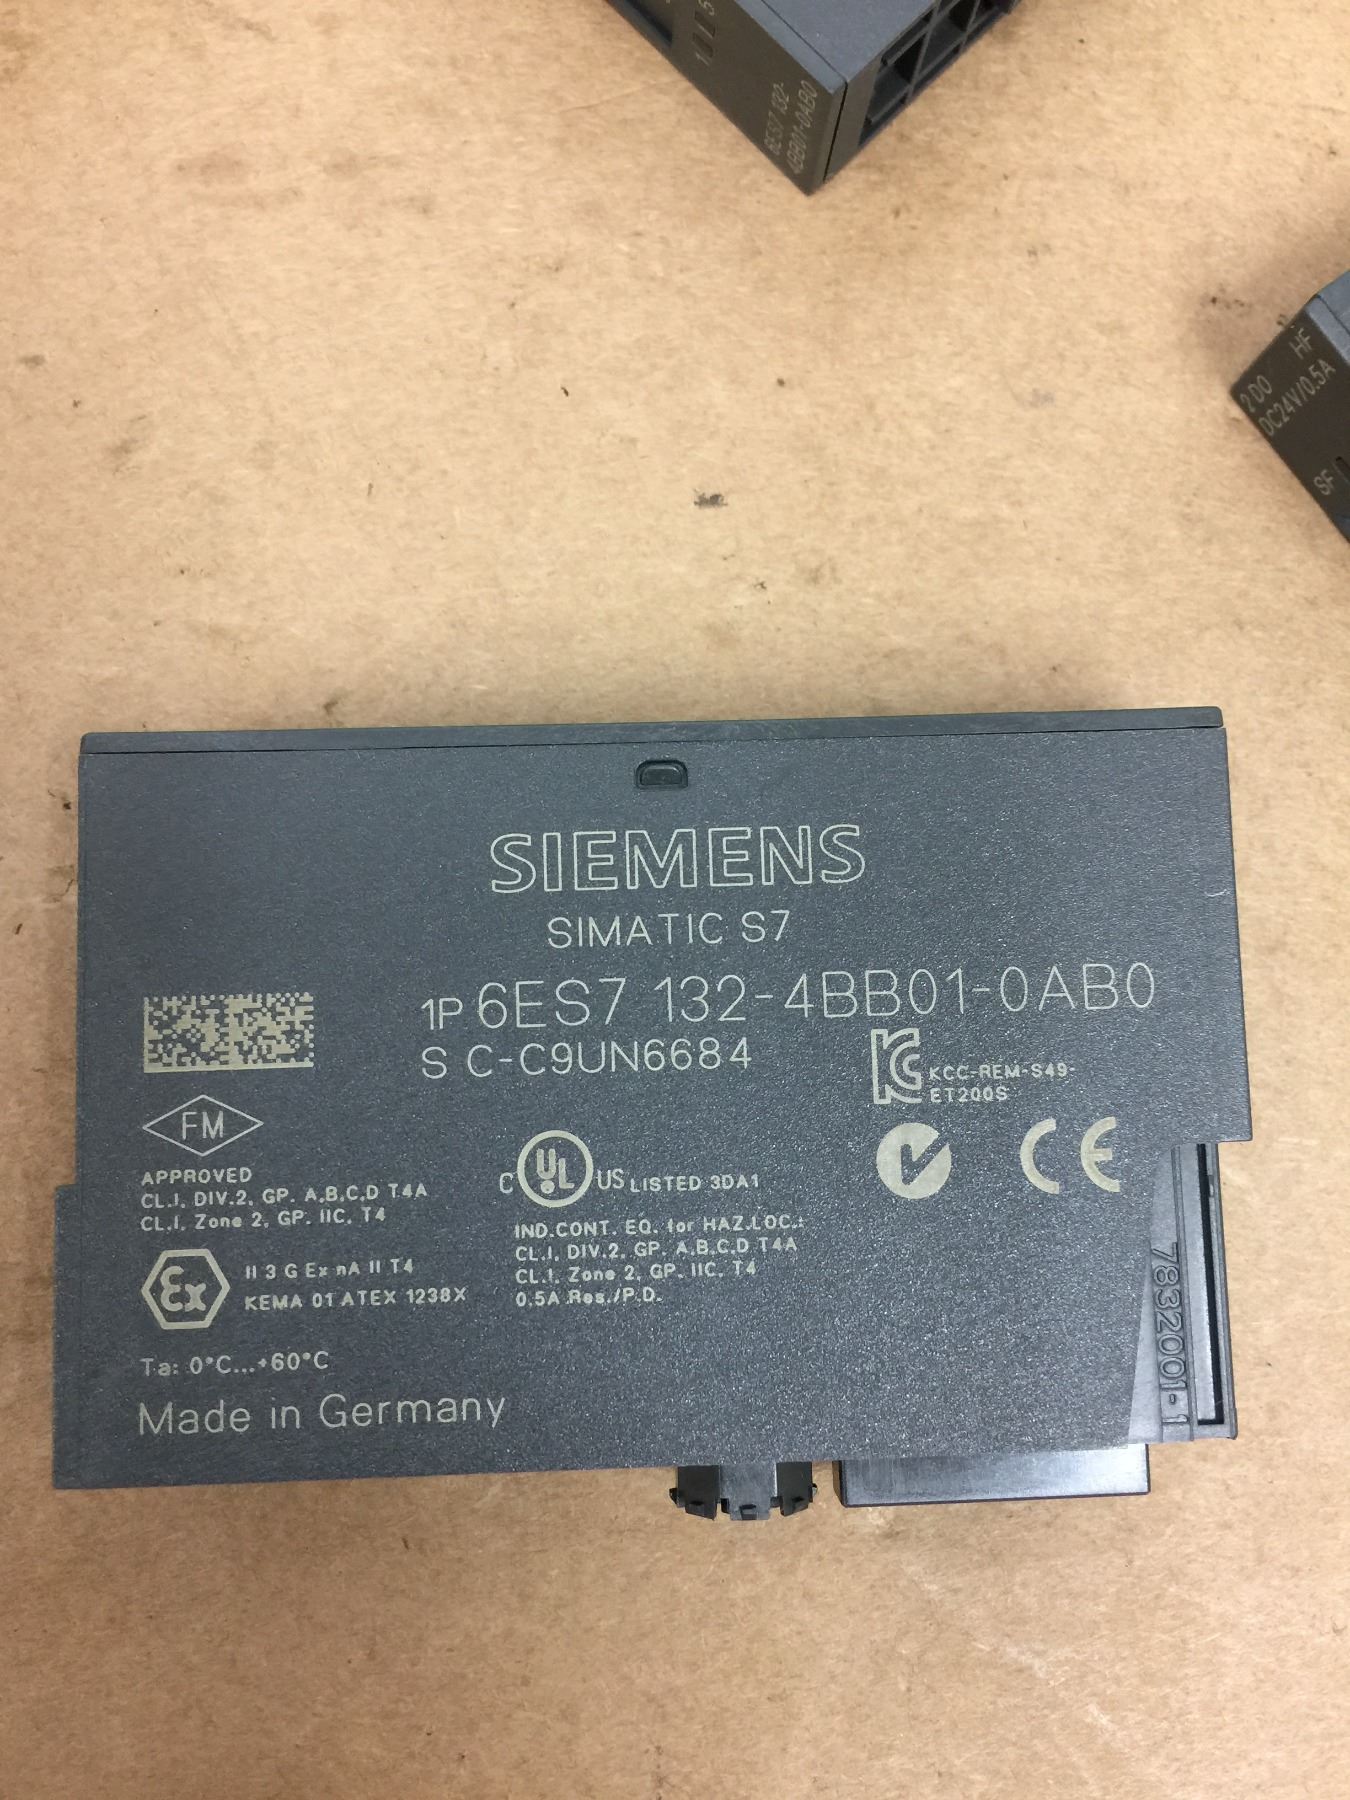 6ES7 132-
4BB01-0AB0
2DO HF
DC24V/0.5A
SF
SIEMENS
SIMATIC S7
1P 6ES7 132-4BB01-0AB0
S C-C9UN6684
KCC-REM-S49-
ET200S
FM
APPROVED
CL.I, DIV.2, GP. A,B,C,D T4A
CL.I, Zone 2, GP. IIC, T4
C UL US LISTED 3DA1
IND.CONT. EQ. for HAZ.LOC.:
CL.I, DIV.2, GP. A,B,C,D T4A
CL.I, Zone 2, GP. IIC, T4
0,5A Res./P.D.
CE
Ex II 3 G Ex nA II T4
KEMA 01 ATEX 1238X
Ta: 0°C...+60°C
Made in Germany
7832001-1